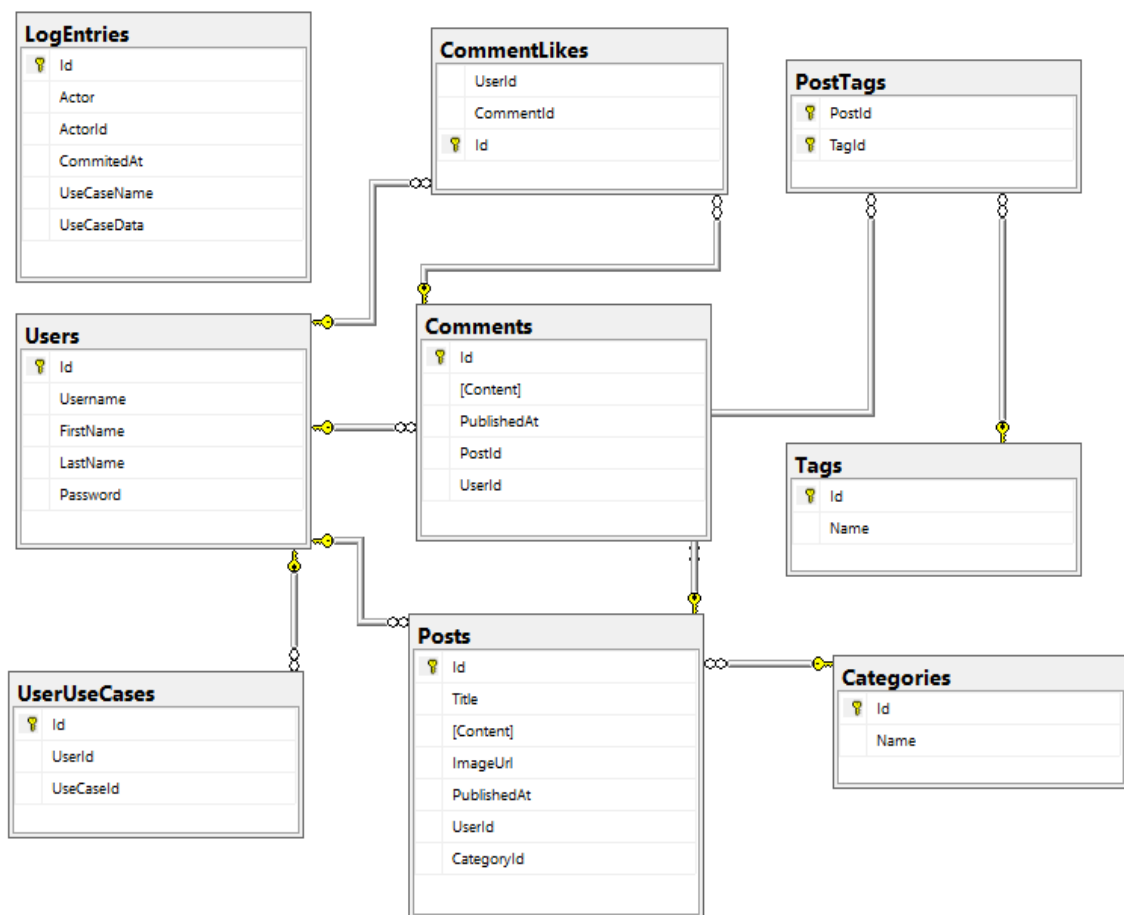 LogEntries
Id
Actor
ActorId
CommitedAt
UseCaseName
UseCaseData
CommentLikes
UserId
CommentId
Id
PostTags
PostId
TagId
Users
Id
Username
FirstName
LastName
Password
Comments
Id
[Content]
PublishedAt
PostId
UserId
Tags
Id
Name
UserUseCases
Id
UserId
UseCaseId
Posts
Id
Title
[Content]
ImageUrl
PublishedAt
UserId
CategoryId
Categories
Id
Name